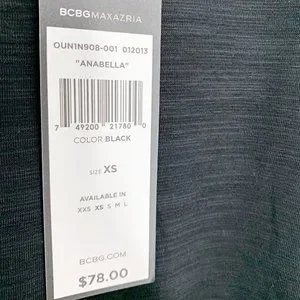 BCBGMAXAZRIA
OUN1N908-001 012013
"ANABELLA"
7 49200 21780 0
COLOR BLACK
SIZE XS
AVAILABLE IN
XXS XS S M L
BCBG.COM
$78.00